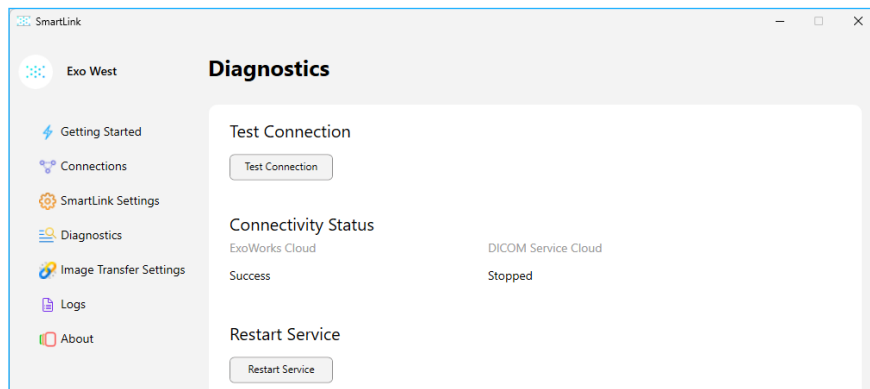 SmartLink
Exo West
Diagnostics
Getting Started
Connections
SmartLink Settings
Diagnostics
Image Transfer Settings
Logs
About
Test Connection
Test Connection
Connectivity Status
ExoWorks Cloud
DICOM Service Cloud
Success
Stopped
Restart Service
Restart Service